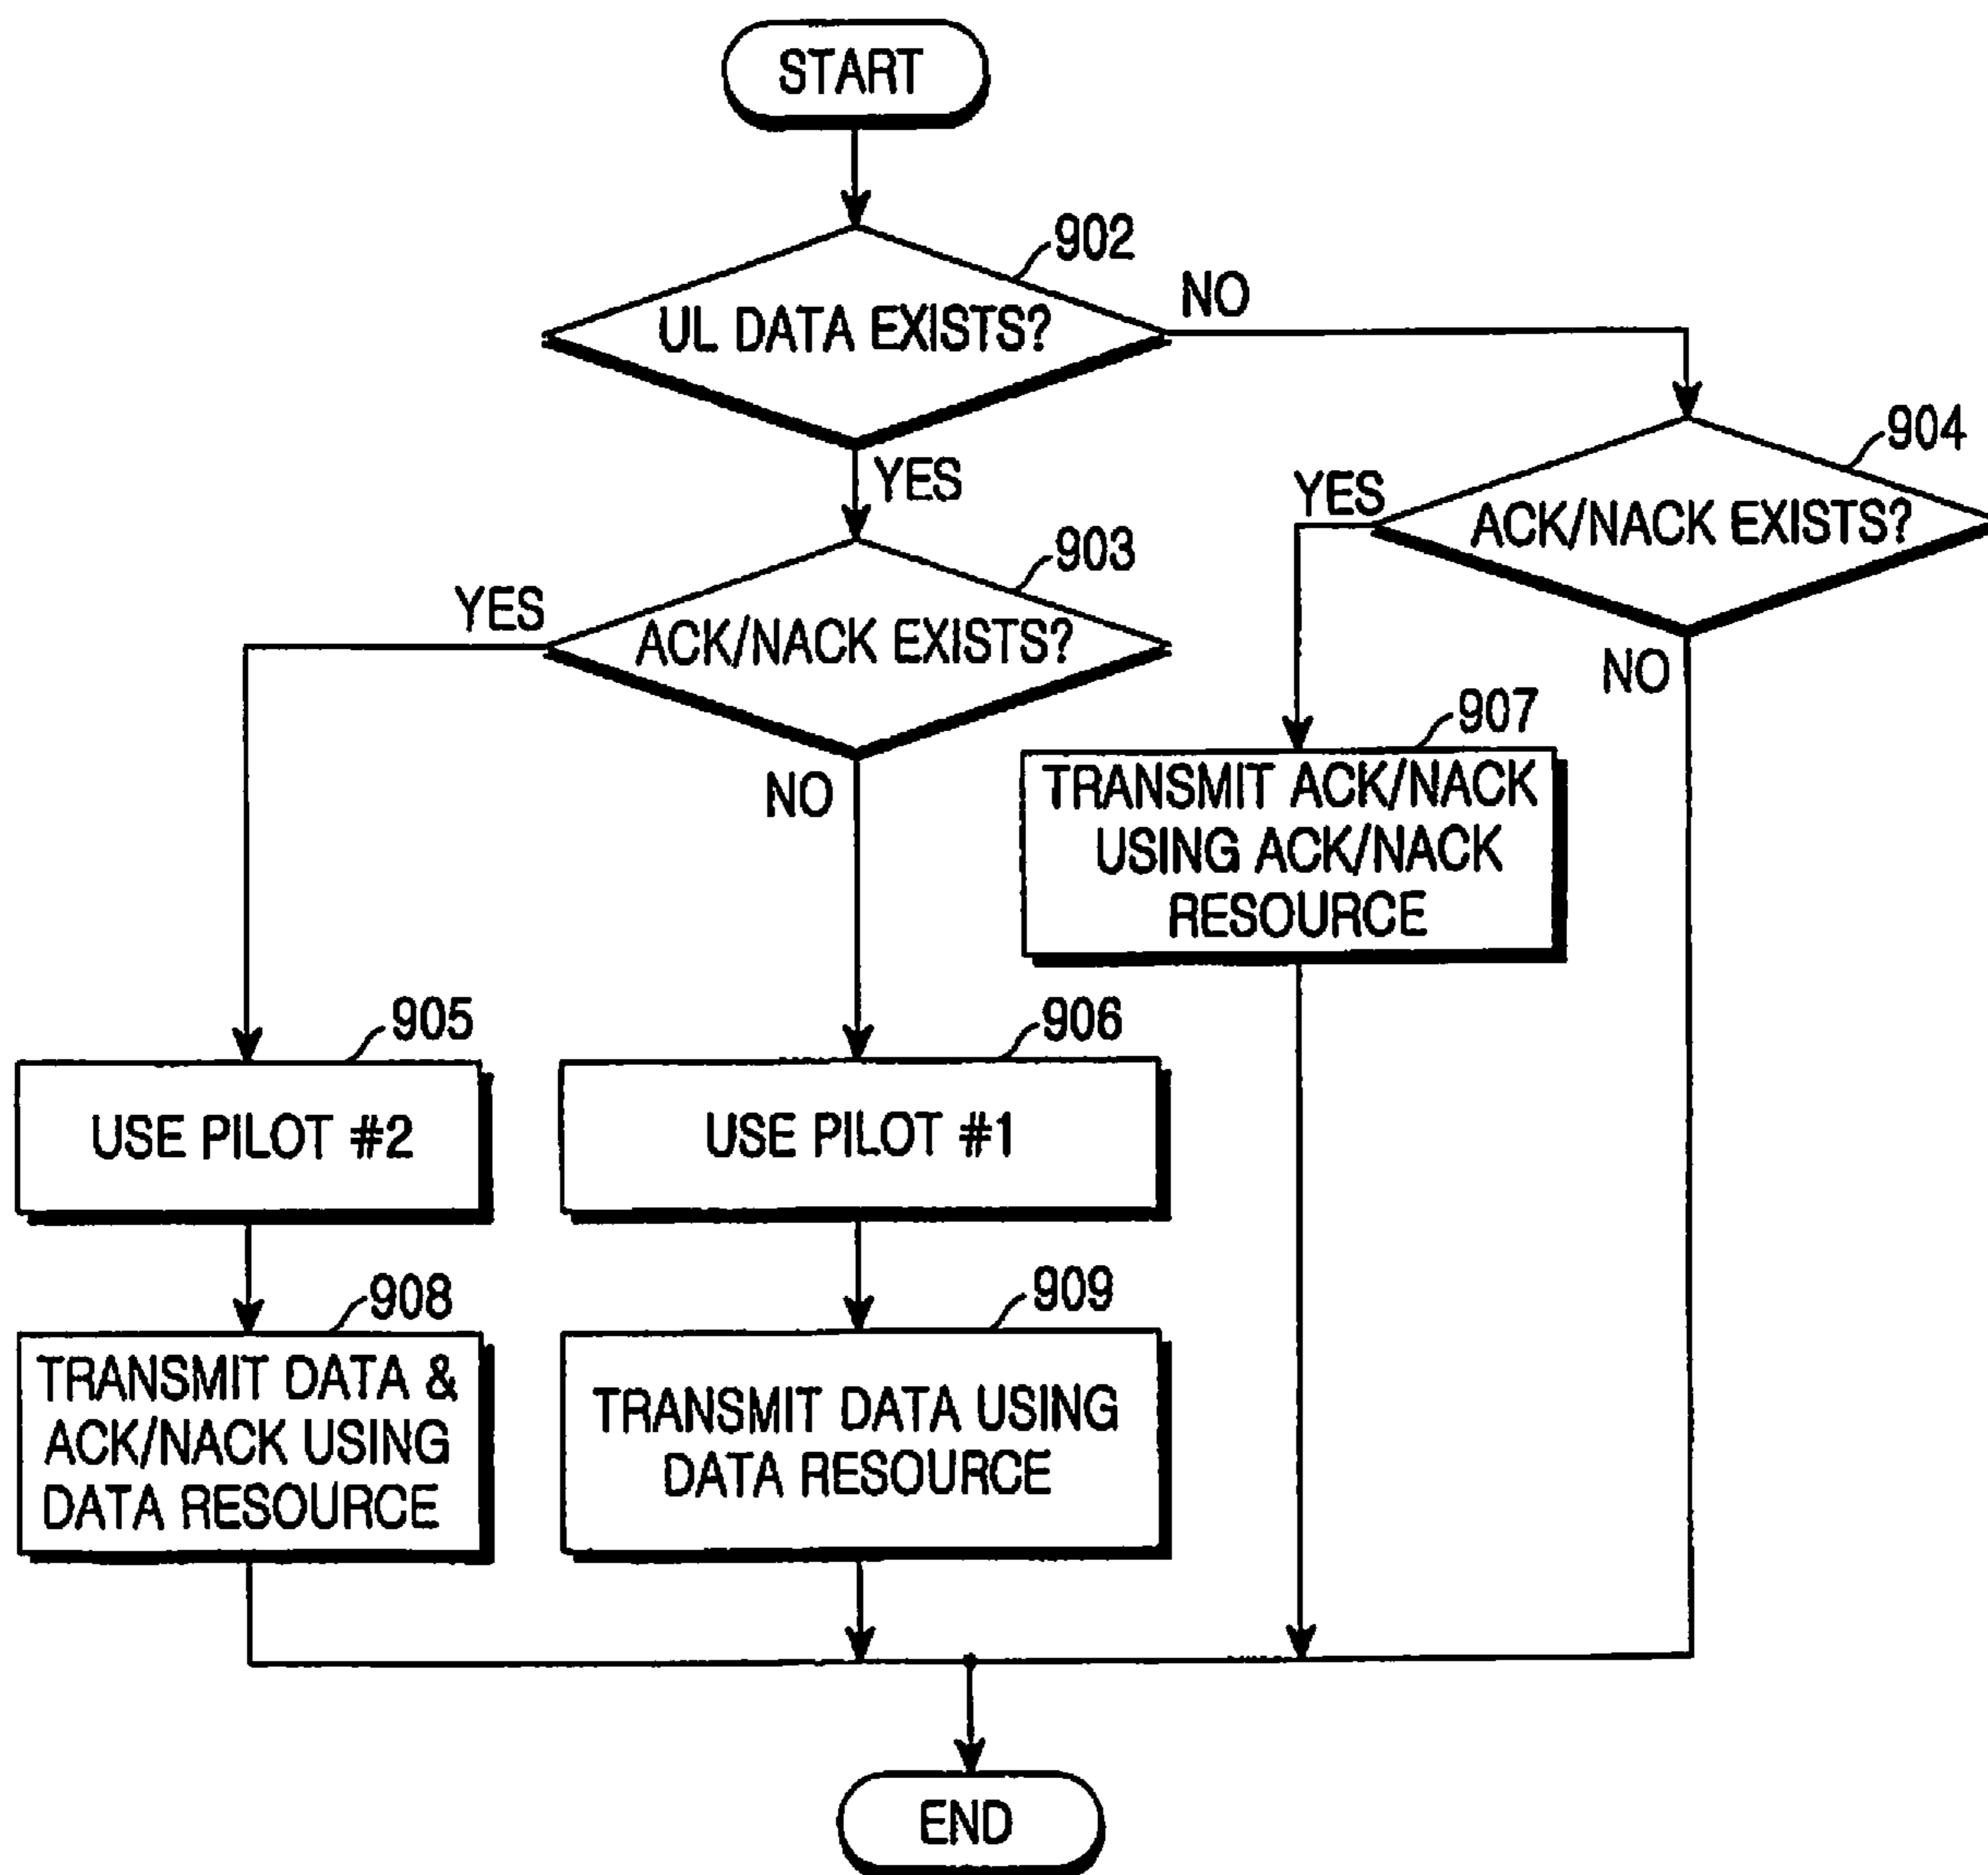 START
902
UL DATA EXISTS?
NO
YES
904
ACK/NACK EXISTS?
YES
NO
903
ACK/NACK EXISTS?
YES
NO
907
TRANSMIT ACK/NACK
USING ACK/NACK
RESOURCE
905
USE PILOT #2
906
USE PILOT #1
908
TRANSMIT DATA &
ACK/NACK USING
DATA RESOURCE
909
TRANSMIT DATA USING
DATA RESOURCE
END